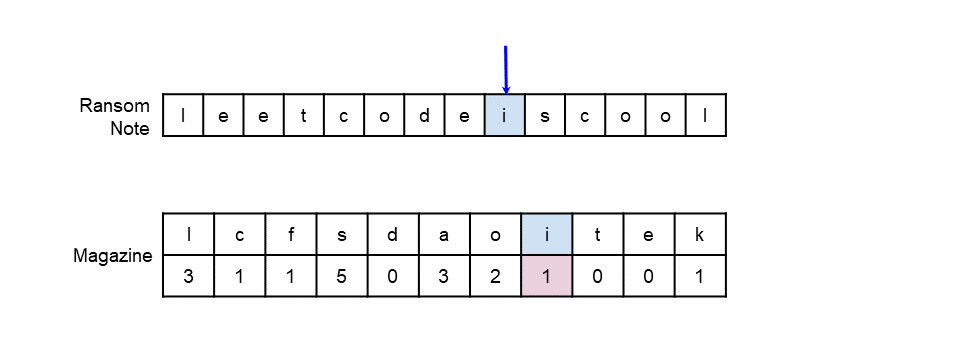 Ransom Note
l e e t c o d e i s c o o l
l c f s d a o i t e k
Magazine
3 1 1 5 0 3 2 1 0 0 1